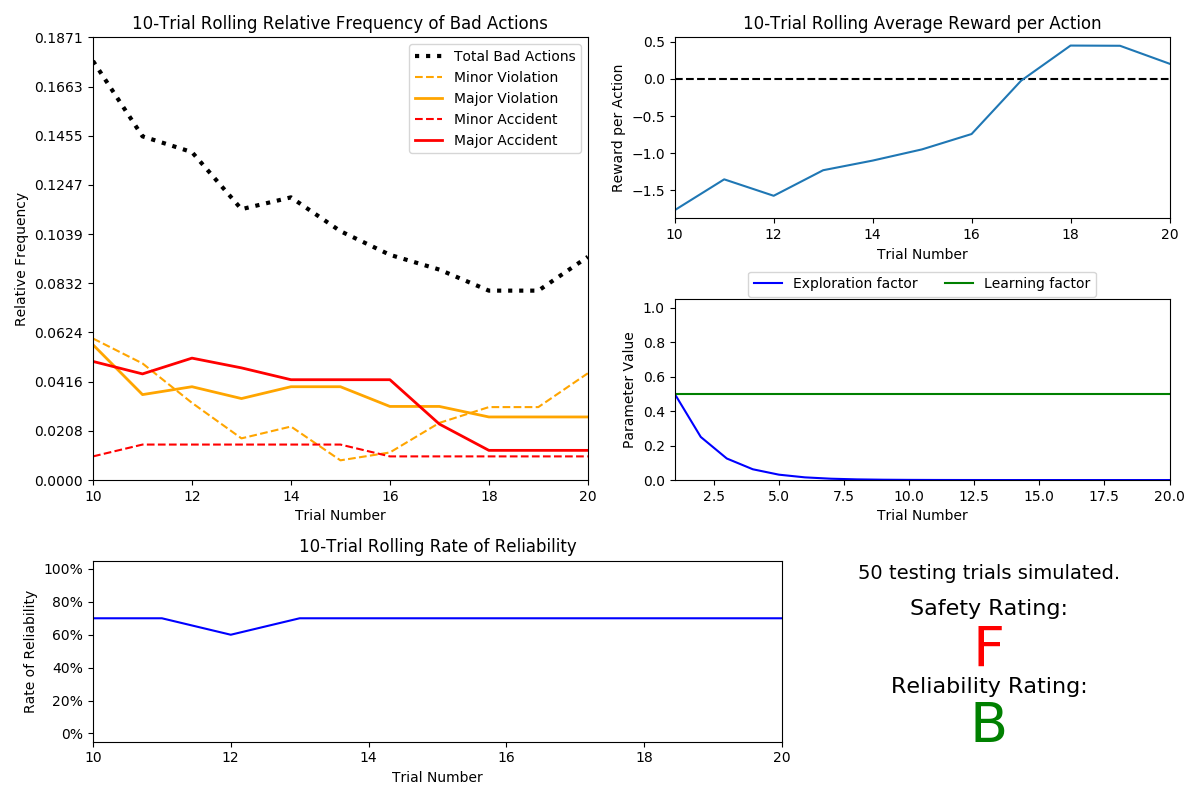 10-Trial Rolling Relative Frequency of Bad Actions
0.1871
0.1663
0.1455
0.1247
0.1039
0.0832
0.0624
0.0416
0.0208
0.0000
Relative Frequency
Total Bad Actions
Minor Violation
Major Violation
Minor Accident
Major Accident
10 12 14 16 18 20
Trial Number
10-Trial Rolling Average Reward per Action
0.5
0.0
−0.5
−1.0
−1.5
Reward per Action
10 12 14 16 18 20
Trial Number
Exploration factor Learning factor
1.0
0.8
0.6
0.4
0.2
0.0
Parameter Value
2.5 5.0 7.5 10.0 12.5 15.0 17.5 20.0
Trial Number
10-Trial Rolling Rate of Reliability
100%
80%
60%
40%
20%
0%
Rate of Reliability
10 12 14 16 18 20
Trial Number
50 testing trials simulated.
Safety Rating:
F
Reliability Rating:
B